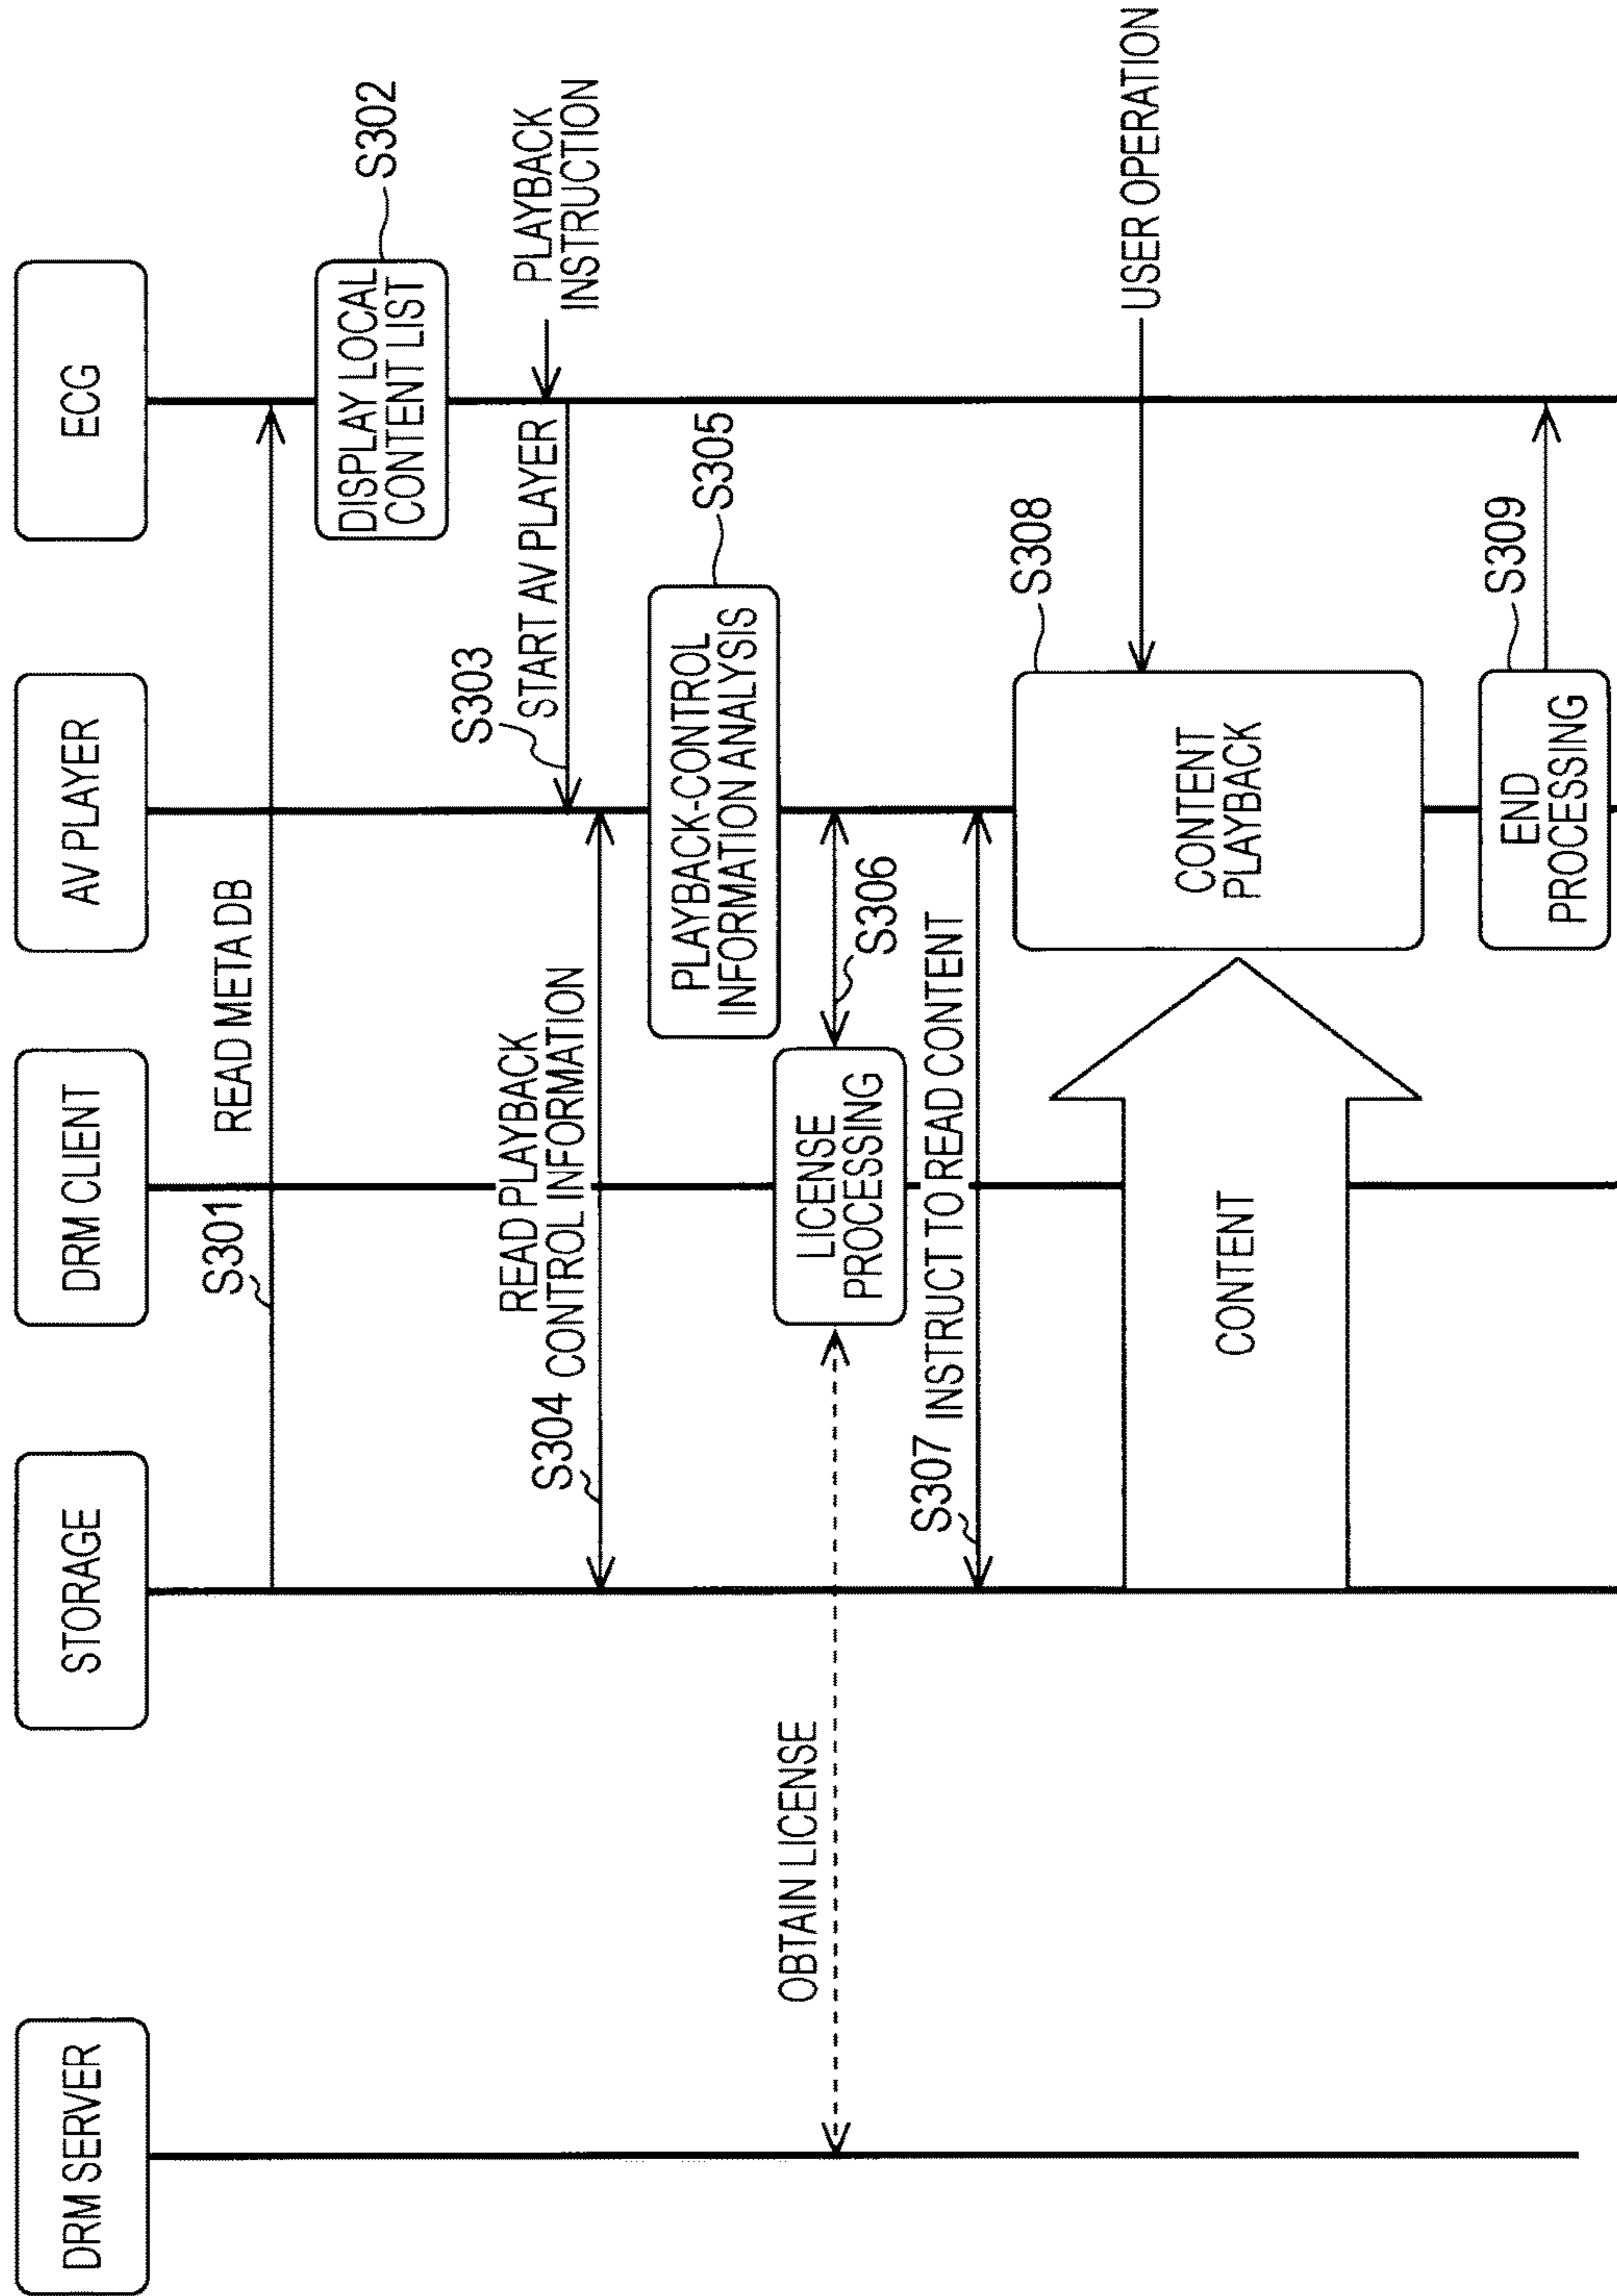 DRM SERVER
STORAGE
DRM CLIENT
AV PLAYER
ECG
S301
READ META DB
DISPLAY LOCAL
CONTENT LIST
S302
PLAYBACK
INSTRUCTION
S303
START AV PLAYER
READ PLAYBACK
S304 CONTROL INFORMATION
PLAYBACK-CONTROL
INFORMATION ANALYSIS
S305
OBTAIN LICENSE
LICENSE
PROCESSING
S306
S307 INSTRUCT TO READ CONTENT
CONTENT
CONTENT
PLAYBACK
S308
USER OPERATION
END
PROCESSING
S309